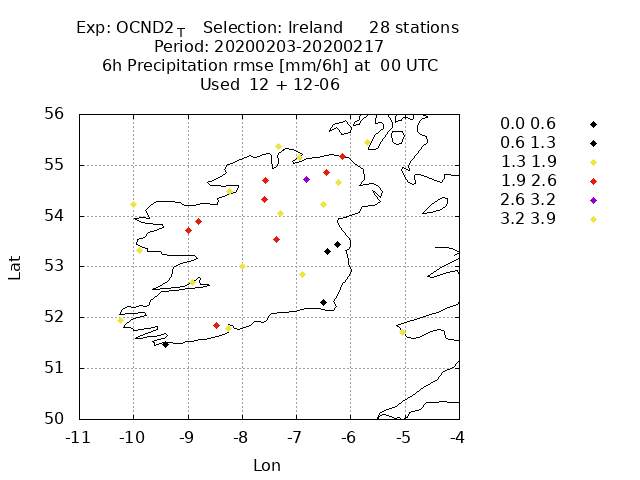 Exp: OCND2_T Selection: Ireland 28 stations
Period: 20200203-20200217
6h Precipitation rmse [mm/6h] at 00 UTC
Used 12 + 12-06
0.0 0.6
0.6 1.3
1.3 1.9
1.9 2.6
2.6 3.2
3.2 3.9
Lat
56
55
54
53
52
51
50
-11 -10 -9 -8 -7 -6 -5 -4
Lon